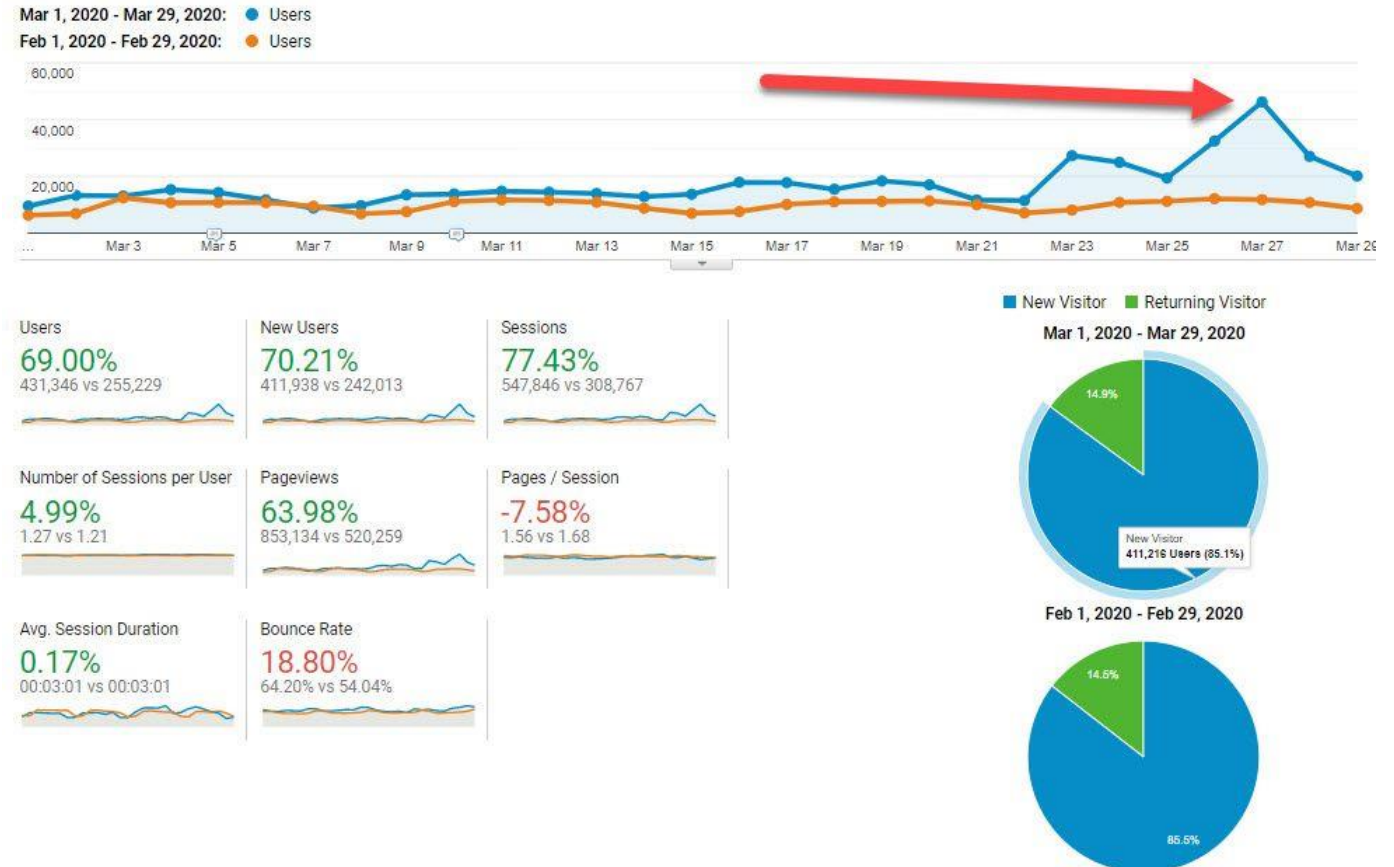 Mar 1, 2020 - Mar 29, 2020: Users
Feb 1, 2020 - Feb 29, 2020: Users
60,000
40,000
20,000
...
Mar 3
Mar 5
Mar 7
Mar 9
Mar 11
Mar 13
Mar 15
Mar 17
Mar 19
Mar 21
Mar 23
Mar 25
Mar 27
Mar 29
Users
69.00%
431,346 vs 255,229
New Users
70.21%
411,938 vs 242,013
Sessions
77.43%
547,846 vs 308,767
Number of Sessions per User
4.99%
1.27 vs 1.21
Pageviews
63.98%
853,134 vs 520,259
Pages / Session
-7.58%
1.56 vs 1.68
Avg. Session Duration
0.17%
00:03:01 vs 00:03:01
Bounce Rate
18.80%
64.20% vs 54.04%
New Visitor Returning Visitor
Mar 1, 2020 - Mar 29, 2020
14.9%
New Visitor
411,216 Users (85.1%)
Feb 1, 2020 - Feb 29, 2020
14.5%
85.5%